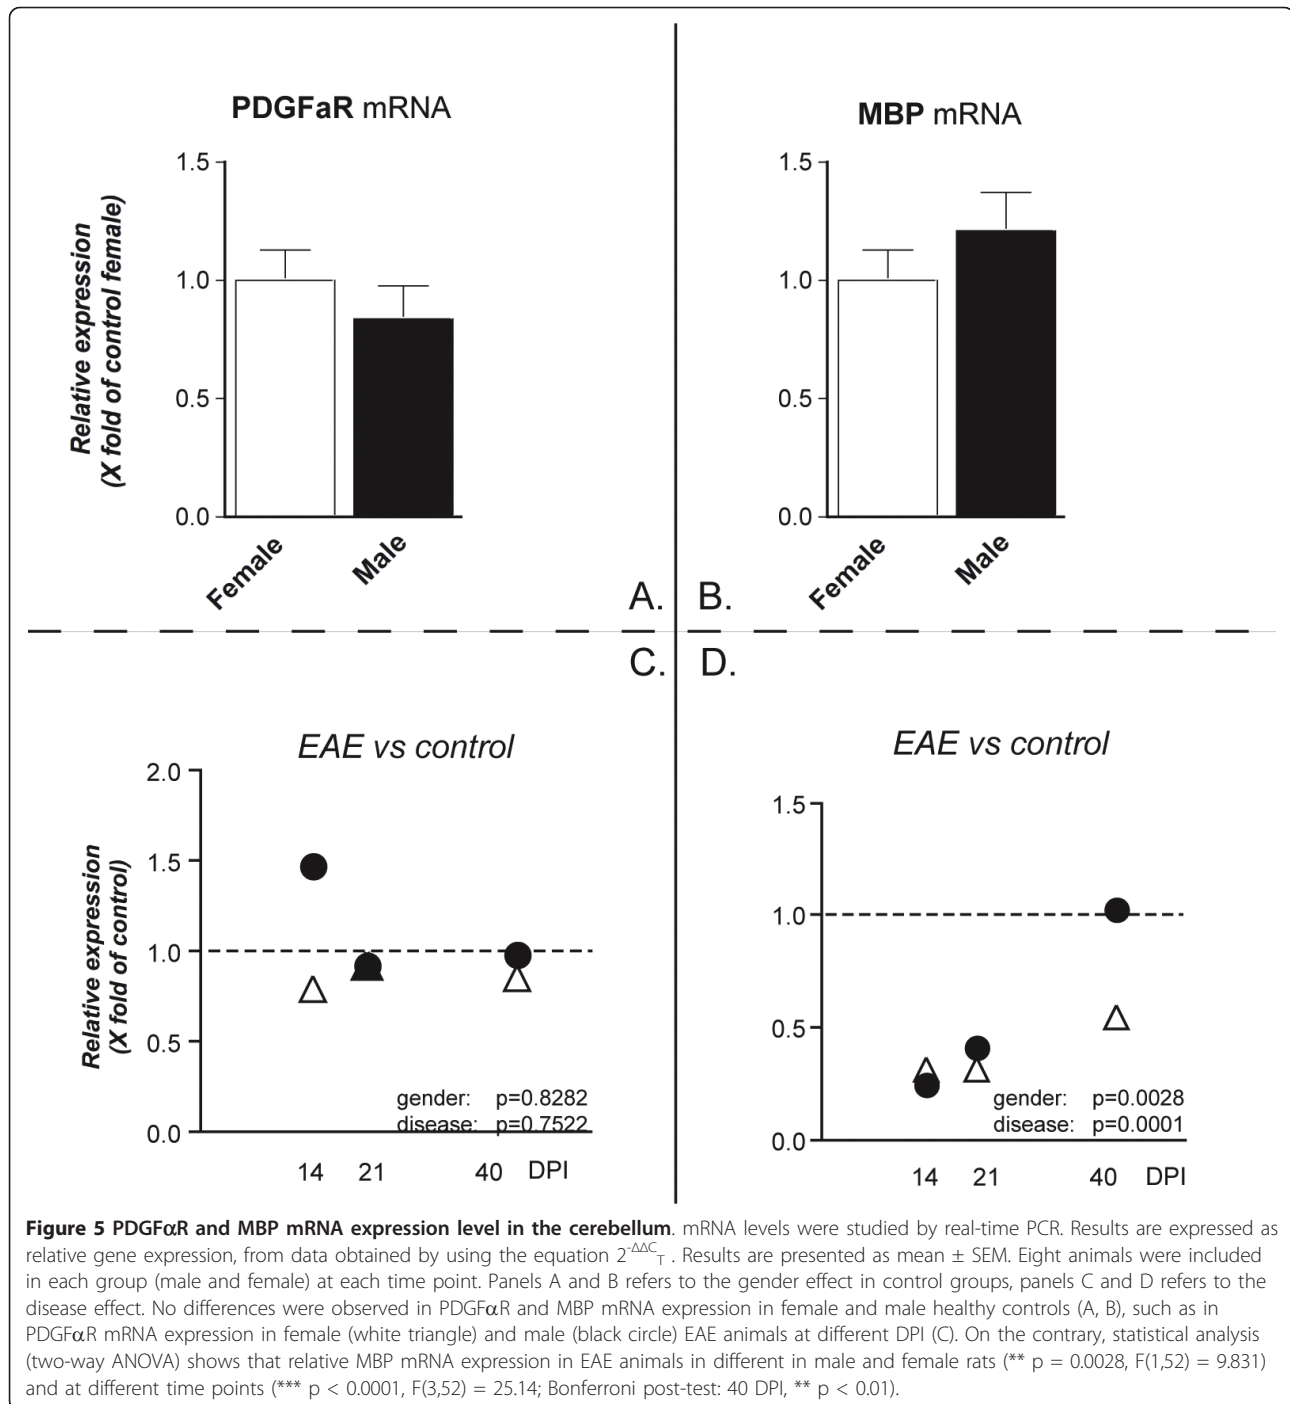 PDGFaR mRNA
1.5
1.0
0.5
0.0
Relative expression
(X fold of control female)
Female
Male
A.
MBP mRNA
1.5
1.0
0.5
0.0
Female
Male
B.
C.
EAE vs control
2.0
1.5
1.0
0.5
0.0
Relative expression
(X fold of control)
gender: p=0.8282
disease: p=0.7522
14 21 40 DPI
D.
EAE vs control
1.5
1.0
0.5
0.0
gender: p=0.0028
disease: p=0.0001
14 21 40 DPI
Figure 5 PDGFαR and MBP mRNA expression level in the cerebellum. mRNA levels were studied by real-time PCR. Results are expressed as
relative gene expression, from data obtained by using the equation 2^-ΔΔC_T. Results are presented as mean ± SEM. Eight animals were included
in each group (male and female) at each time point. Panels A and B refers to the gender effect in control groups, panels C and D refers to the
disease effect. No differences were observed in PDGFαR and MBP mRNA expression in female and male healthy controls (A, B), such as in
PDGFαR mRNA expression in female (white triangle) and male (black circle) EAE animals at different DPI (C). On the contrary, statistical analysis
(two-way ANOVA) shows that relative MBP mRNA expression in EAE animals in different in male and female rats (** p = 0.0028, F(1,52) = 9.831)
and at different time points (*** p < 0.0001, F(3,52) = 25.14; Bonferroni post-test: 40 DPI, ** p < 0.01).